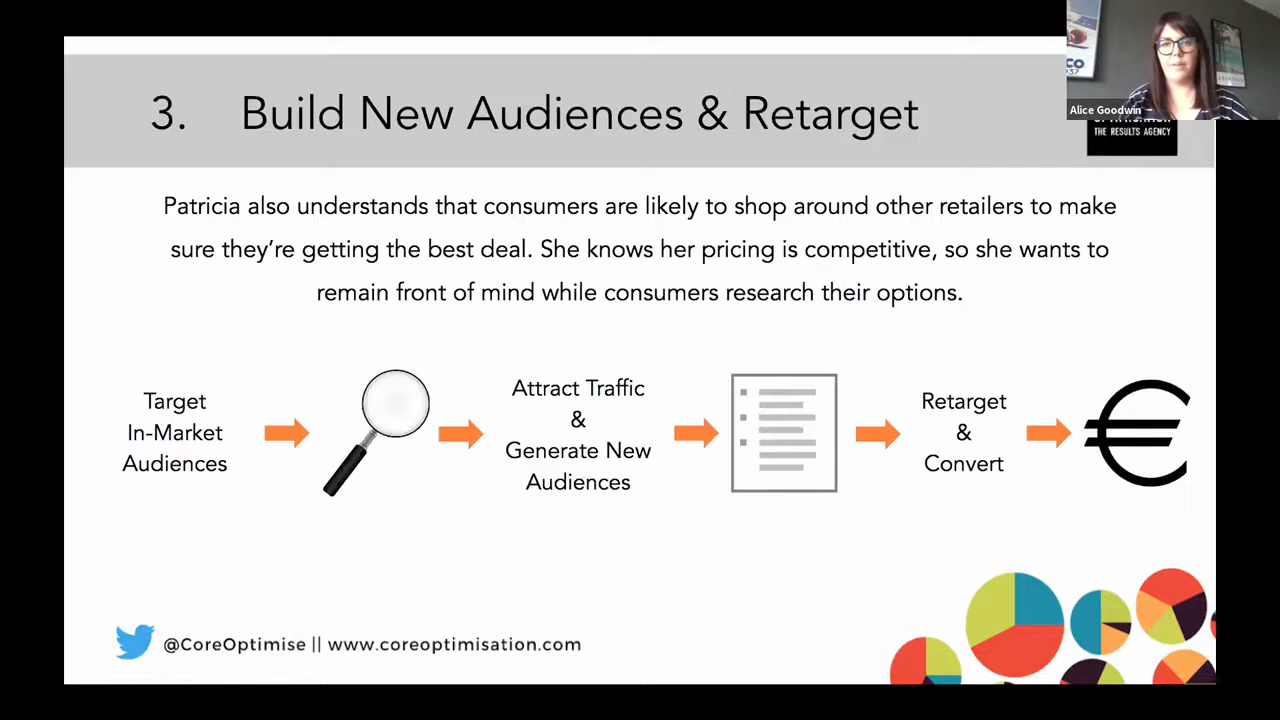 3. Build New Audiences & Retarget
Alice Goodwin
THE RESULTS AGENCY
Patricia also understands that consumers are likely to shop around other retailers to make
sure they're getting the best deal. She knows her pricing is competitive, so she wants to
remain front of mind while consumers research their options.
Target
In-Market
Audiences
Attract Traffic
&
Generate New
Audiences
Retarget
&
Convert
€
@CoreOptimise || www.coreoptimisation.com